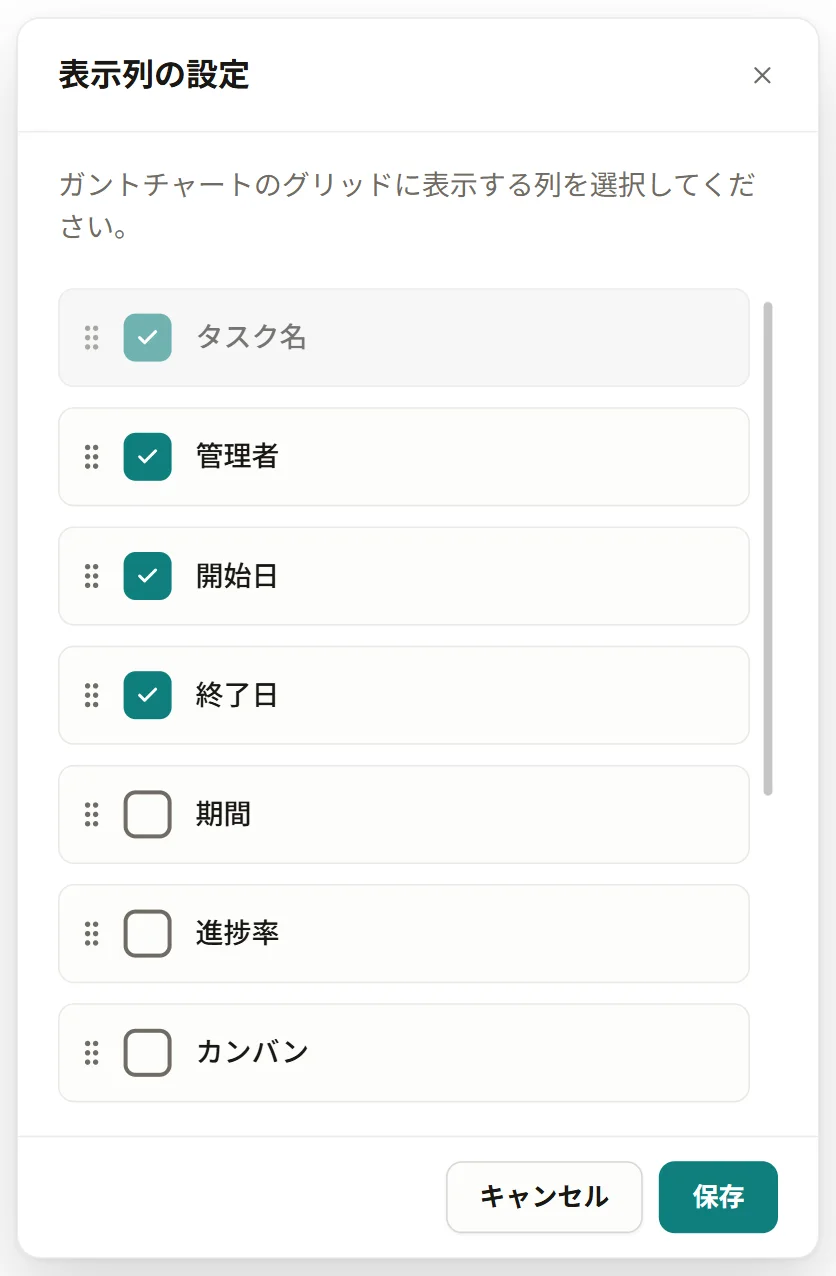 表示列の設定
ガントチャートのグリッドに表示する列を選択してくだ
さい。
タスク名
管理者
開始日
終了日
期間
進捗率
カンバン
キャンセル
保存